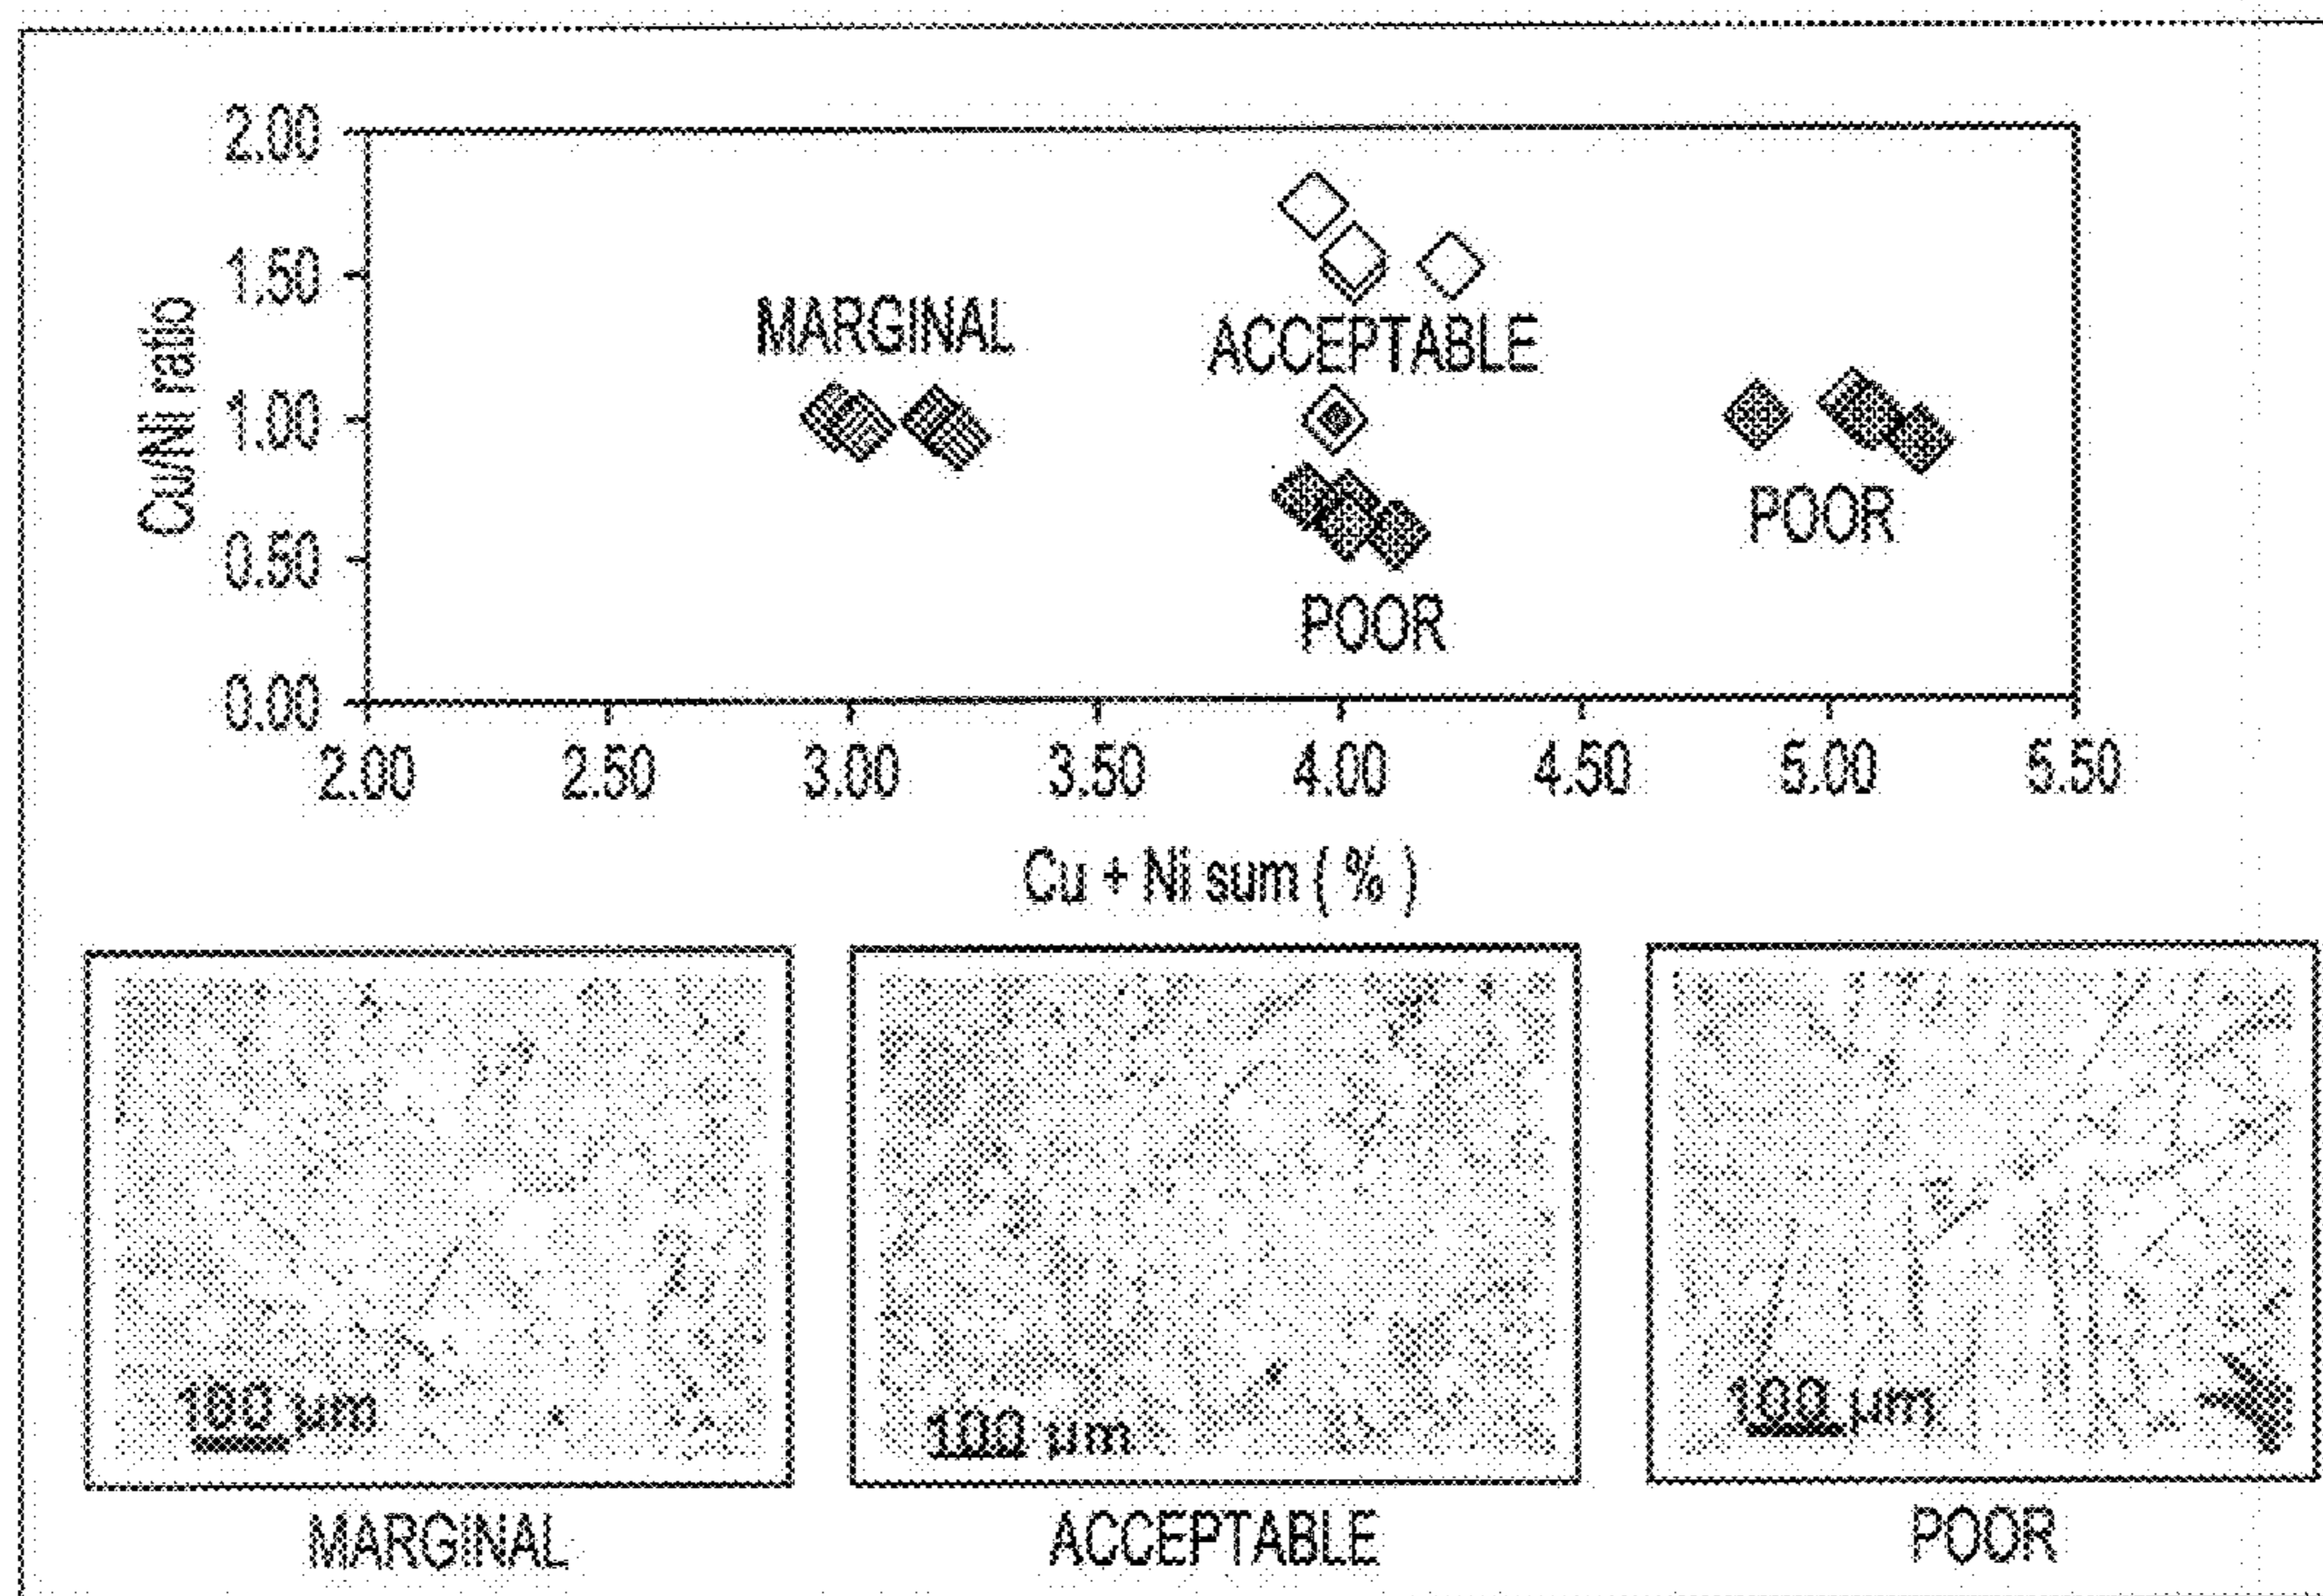 2.00
1.50
1.00
0.50
0.00
Cu/Ni ratio
MARGINAL
ACCEPTABLE
POOR
POOR
2.00 2.50 3.00 3.50 4.00 4.50 5.00 5.50
Cu + Ni sum ( % )
100 µm
100 µm
100 µm
MARGINAL
ACCEPTABLE
POOR